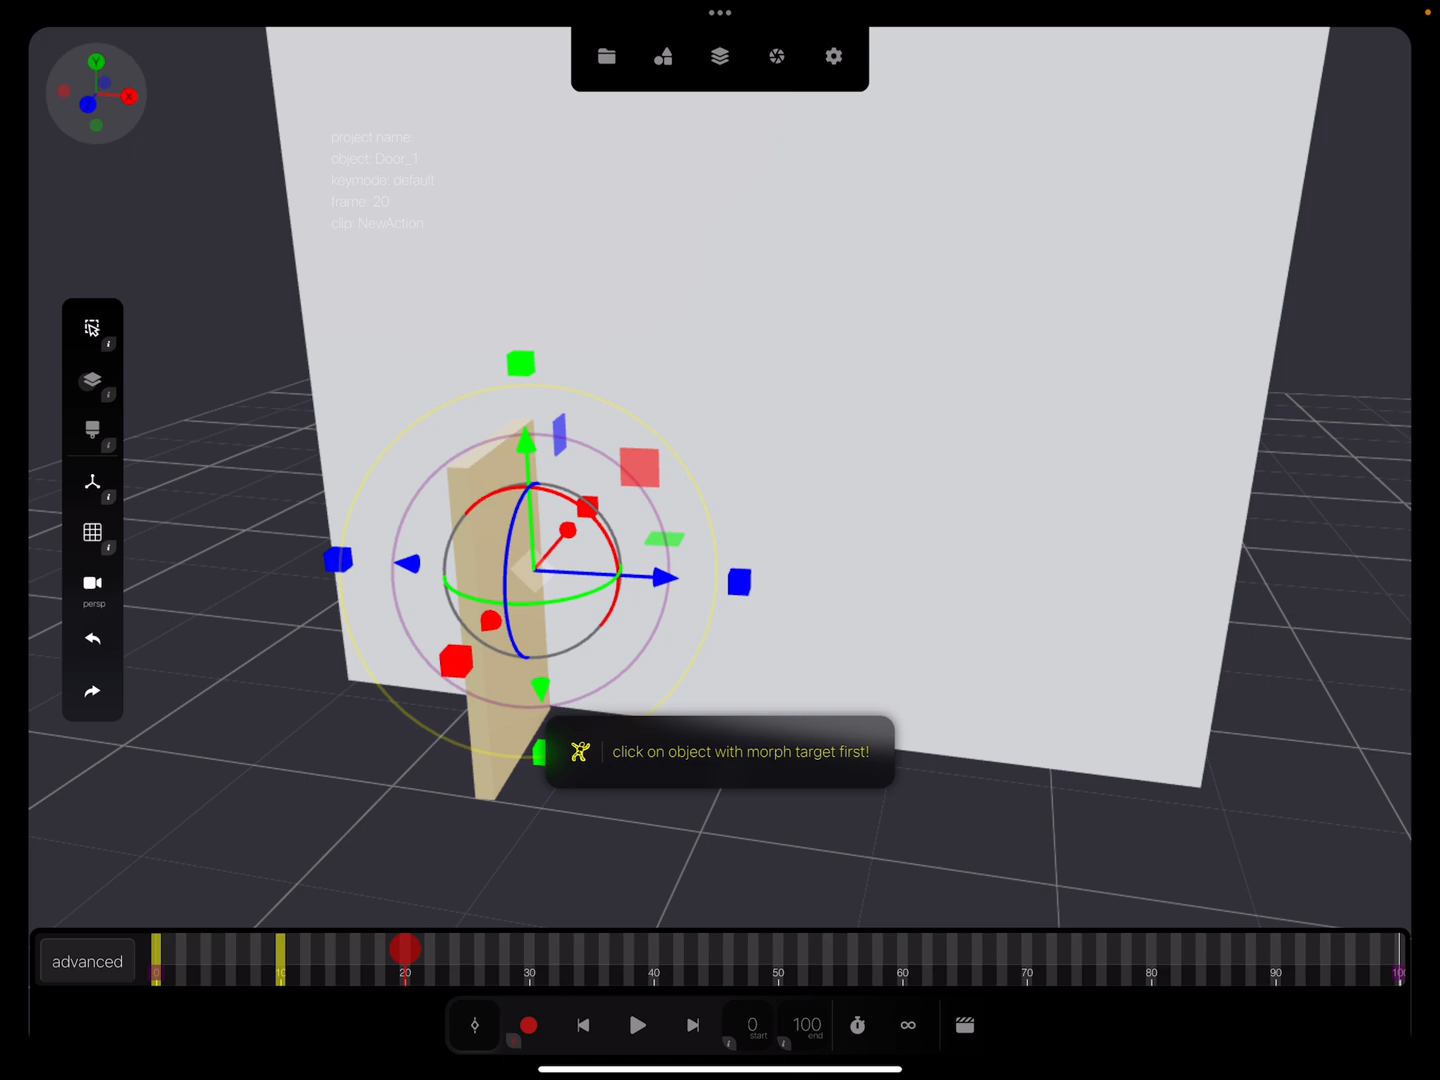 Y
X
project name:
object: Door_1
keymode: default
frame: 20
clip: NewAction
i
i
i
i
i
persp
click on object with morph target first!
advanced
0 10 20 30 40 50 60 70 80 90 100
0 start
100 end
i
i